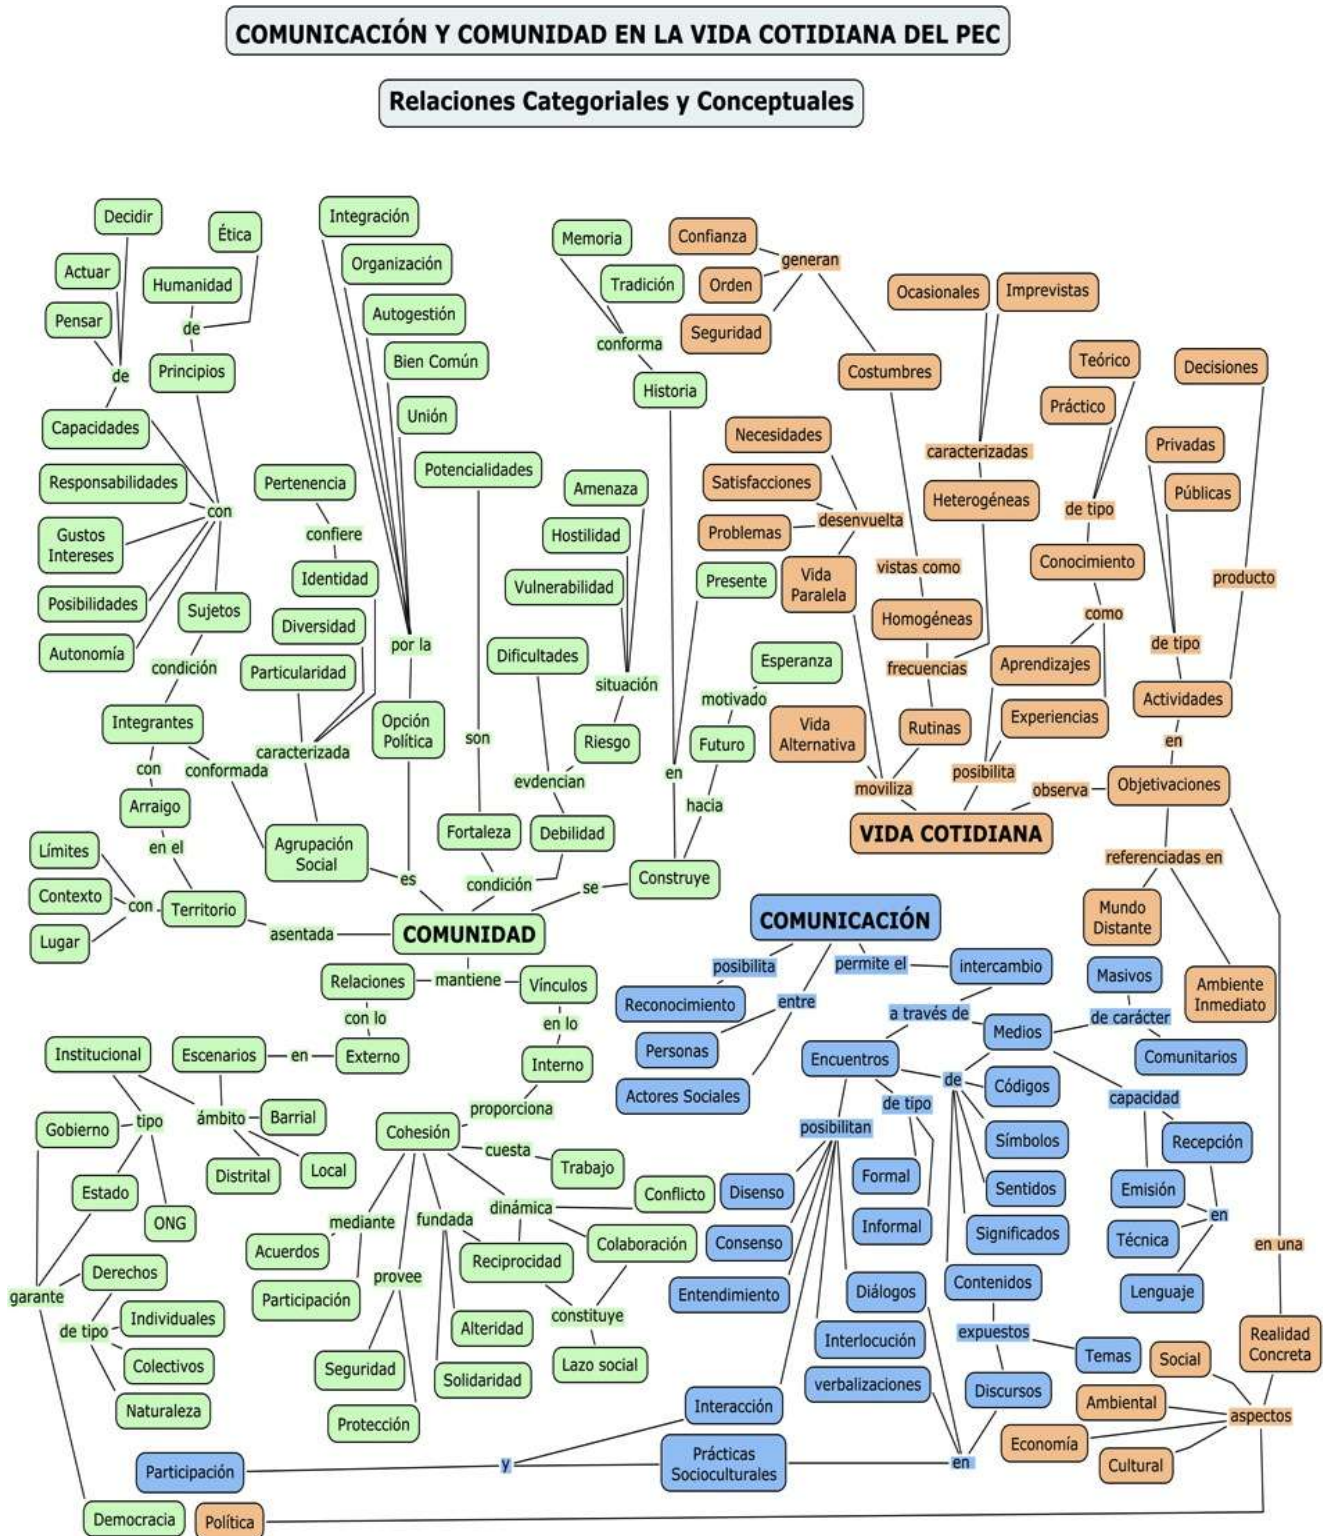 COMUNICACIÓN Y COMUNIDAD EN LA VIDA COTIDIANA DEL PEC
Relaciones Categoriales y Conceptuales
Decidir
Ética
Actuar
Humanidad
Pensar
de
de
Principios
Capacidades
Responsabilidades
con
Gustos
Intereses
Posibilidades
Sujetos
Autonomía
condición
Integrantes
con
conformada
Arraigo
en el
Límites
Contexto
con
Territorio
Lugar
asentada
Integración
Organización
Autogestión
Bien Común
Unión
Pertenencia
confiere
Identidad
Diversidad
Particularidad
caracterizada
Agrupación
Social
por la
Opción
Política
es
Potencialidades
son
Fortaleza
Amenaza
Hostilidad
Vulnerabilidad
Dificultades
situación
Riesgo
evdencian
Debilidad
condición
COMUNIDAD
Memoria
Tradición
conforma
Historia
Presente
Esperanza
motivado
Futuro
en
hacia
Construye
se
Confianza
generan
Orden
Seguridad
Costumbres
Ocasionales
Imprevistas
Necesidades
Satisfacciones
desenvuelta
Problemas
Vida
Paralela
caracterizadas
Heterogéneas
vistas como
Homogéneas
frecuencias
Vida
Alternativa
Rutinas
moviliza
Teórico
Práctico
de tipo
Conocimiento
como
Aprendizajes
Experiencias
posibilita
observa
VIDA COTIDIANA
Decisiones
Privadas
Públicas
producto
de tipo
Actividades
en
Objetivaciones
referenciadas en
Mundo
Distante
Ambiente
Inmediato
en una
Realidad
Concreta
Social
Ambiental
aspectos
Economía
Cultural
Política
Relaciones
mantiene
Vínculos
con lo
en lo
Institucional
Escenarios
en
Externo
Interno
Gobierno
tipo
ámbito
Barrial
Distrital
Local
Estado
ONG
proporciona
Cohesión
cuesta
Trabajo
dinámica
Conflicto
mediante
fundada
Colaboración
Acuerdos
Reciprocidad
Participación
provee
constituye
Alteridad
Seguridad
Solidaridad
Lazo social
Protección
garante
Derechos
Individuales
de tipo
Colectivos
Naturaleza
Democracia
COMUNICACIÓN
posibilita
permite el
intercambio
Reconocimiento
entre
Personas
Actores Sociales
a través de
Medios
Masivos
de carácter
Comunitarios
Encuentros
de
de tipo
Códigos
capacidad
posibilitan
Símbolos
Recepción
Disenso
Formal
Sentidos
Emisión
Consenso
Informal
Significados
Técnica
en
Entendimiento
Diálogos
Contenidos
Lenguaje
Interlocución
expuestos
Temas
verbalizaciones
Discursos
Interacción
Participación
y
Prácticas
Socioculturales
en